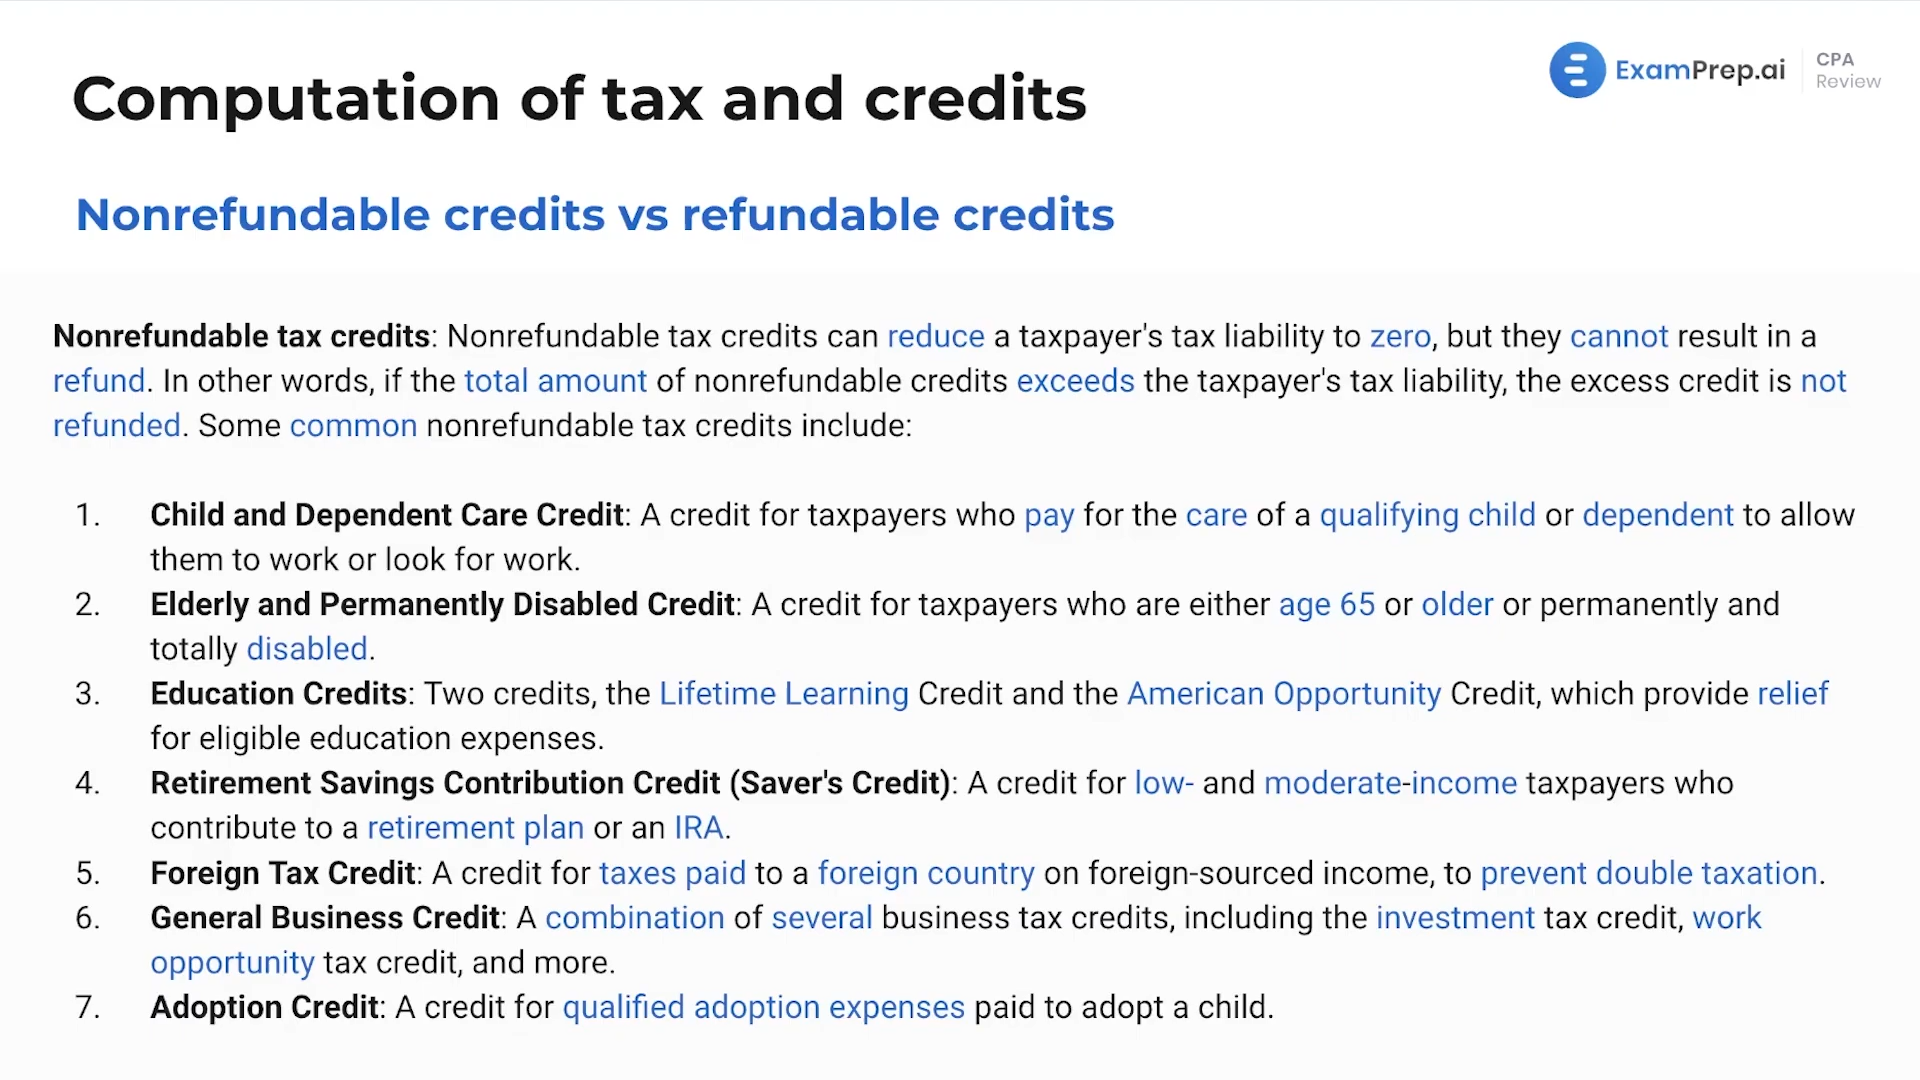 Computation of tax and credits
ExamPrep.ai
CPA
Review
Nonrefundable credits vs refundable credits
Nonrefundable tax credits: Nonrefundable tax credits can reduce a taxpayer's tax liability to zero, but they cannot result in a
refund. In other words, if the total amount of nonrefundable credits exceeds the taxpayer's tax liability, the excess credit is not
refunded. Some common nonrefundable tax credits include:
1. Child and Dependent Care Credit: A credit for taxpayers who pay for the care of a qualifying child or dependent to allow
them to work or look for work.
2. Elderly and Permanently Disabled Credit: A credit for taxpayers who are either age 65 or older or permanently and
totally disabled.
3. Education Credits: Two credits, the Lifetime Learning Credit and the American Opportunity Credit, which provide relief
for eligible education expenses.
4. Retirement Savings Contribution Credit (Saver's Credit): A credit for low- and moderate-income taxpayers who
contribute to a retirement plan or an IRA.
5. Foreign Tax Credit: A credit for taxes paid to a foreign country on foreign-sourced income, to prevent double taxation.
6. General Business Credit: A combination of several business tax credits, including the investment tax credit, work
opportunity tax credit, and more.
7. Adoption Credit: A credit for qualified adoption expenses paid to adopt a child.